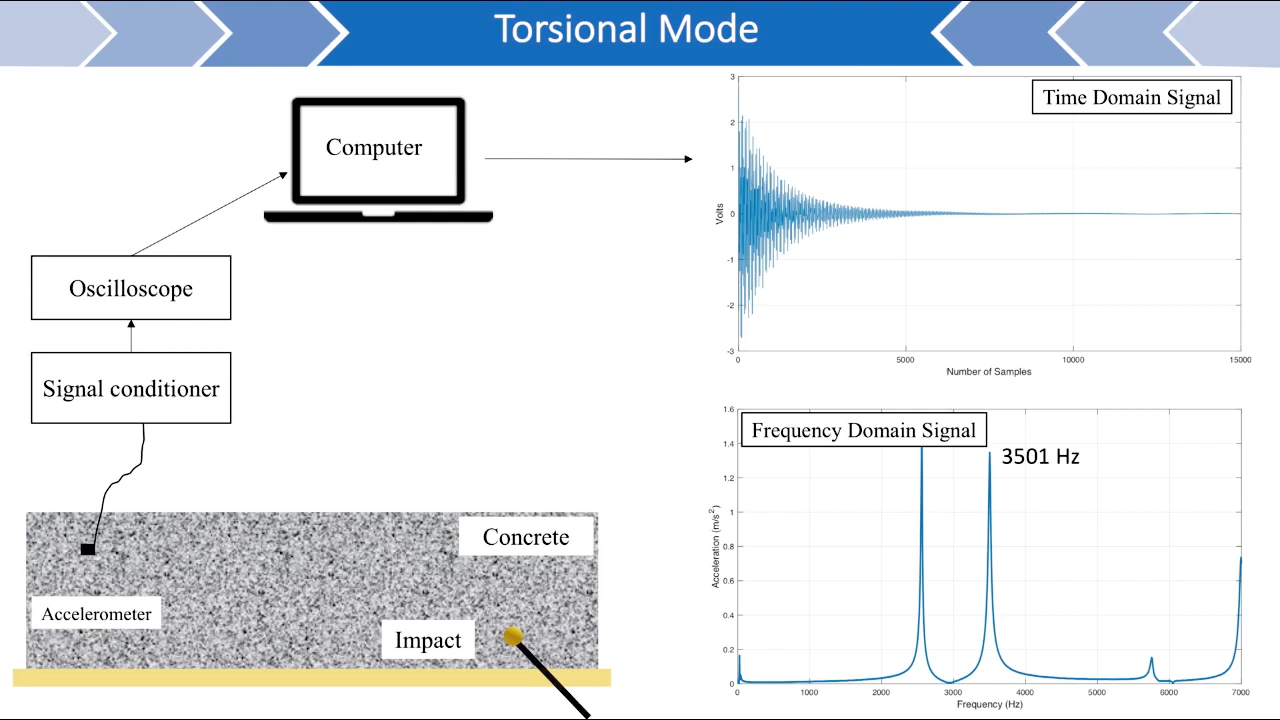 Torsional Mode
Computer
Oscilloscope
Signal conditioner
Concrete
Accelerometer
Impact
Time Domain Signal
3
2
1
0
-1
-2
-3
Volts
0 5000 10000 15000
Number of Samples
Frequency Domain Signal
3501 Hz
1.6
1.4
1.2
1
0.8
0.6
0.4
0.2
0
Acceleration (m/s²)
0 1000 2000 3000 4000 5000 6000 7000
Frequency (Hz)